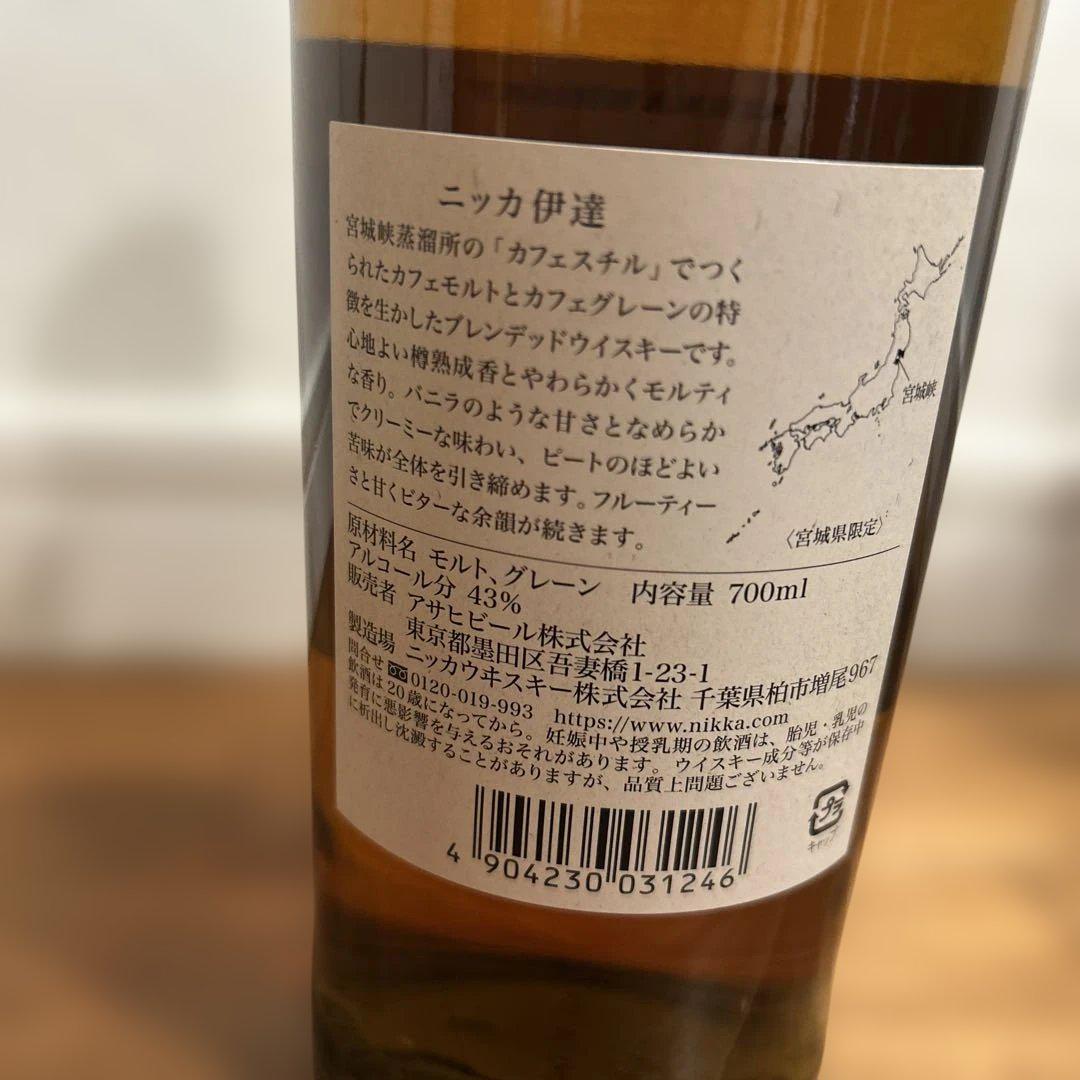 ニッカ伊達
宮城峡蒸溜所の「カフェスチル」でつく
られたカフェモルトとカフェグレーンの特
徴を生かしたブレンデッドウイスキーです。
心地よい樽熟成香とやわらかくモルティ
な香り。バニラのような甘さとなめらか
でクリーミーな味わい、ピートのほどよい
苦味が全体を引き締めます。フルーティー
さと甘くビターな余韻が続きます。
宮城峡
〈宮城県限定〉
原材料名 モルト、グレーン 内容量 700ml
アルコール分 43%
販売者 アサヒビール株式会社
東京都墨田区吾妻橋1-23-1
製造場 ニッカウヰスキー株式会社 千葉県柏市増尾967
問合せ 0120-019-993 https://www.nikka.com
飲酒は20歳になってから。妊娠中や授乳期の飲酒は、胎児・乳児の
発育に悪影響を与えるおそれがあります。ウイスキー成分等が保存中
に析出し沈澱することがありますが、品質上問題ございません。
プラ
キャップ
4 904230 031246